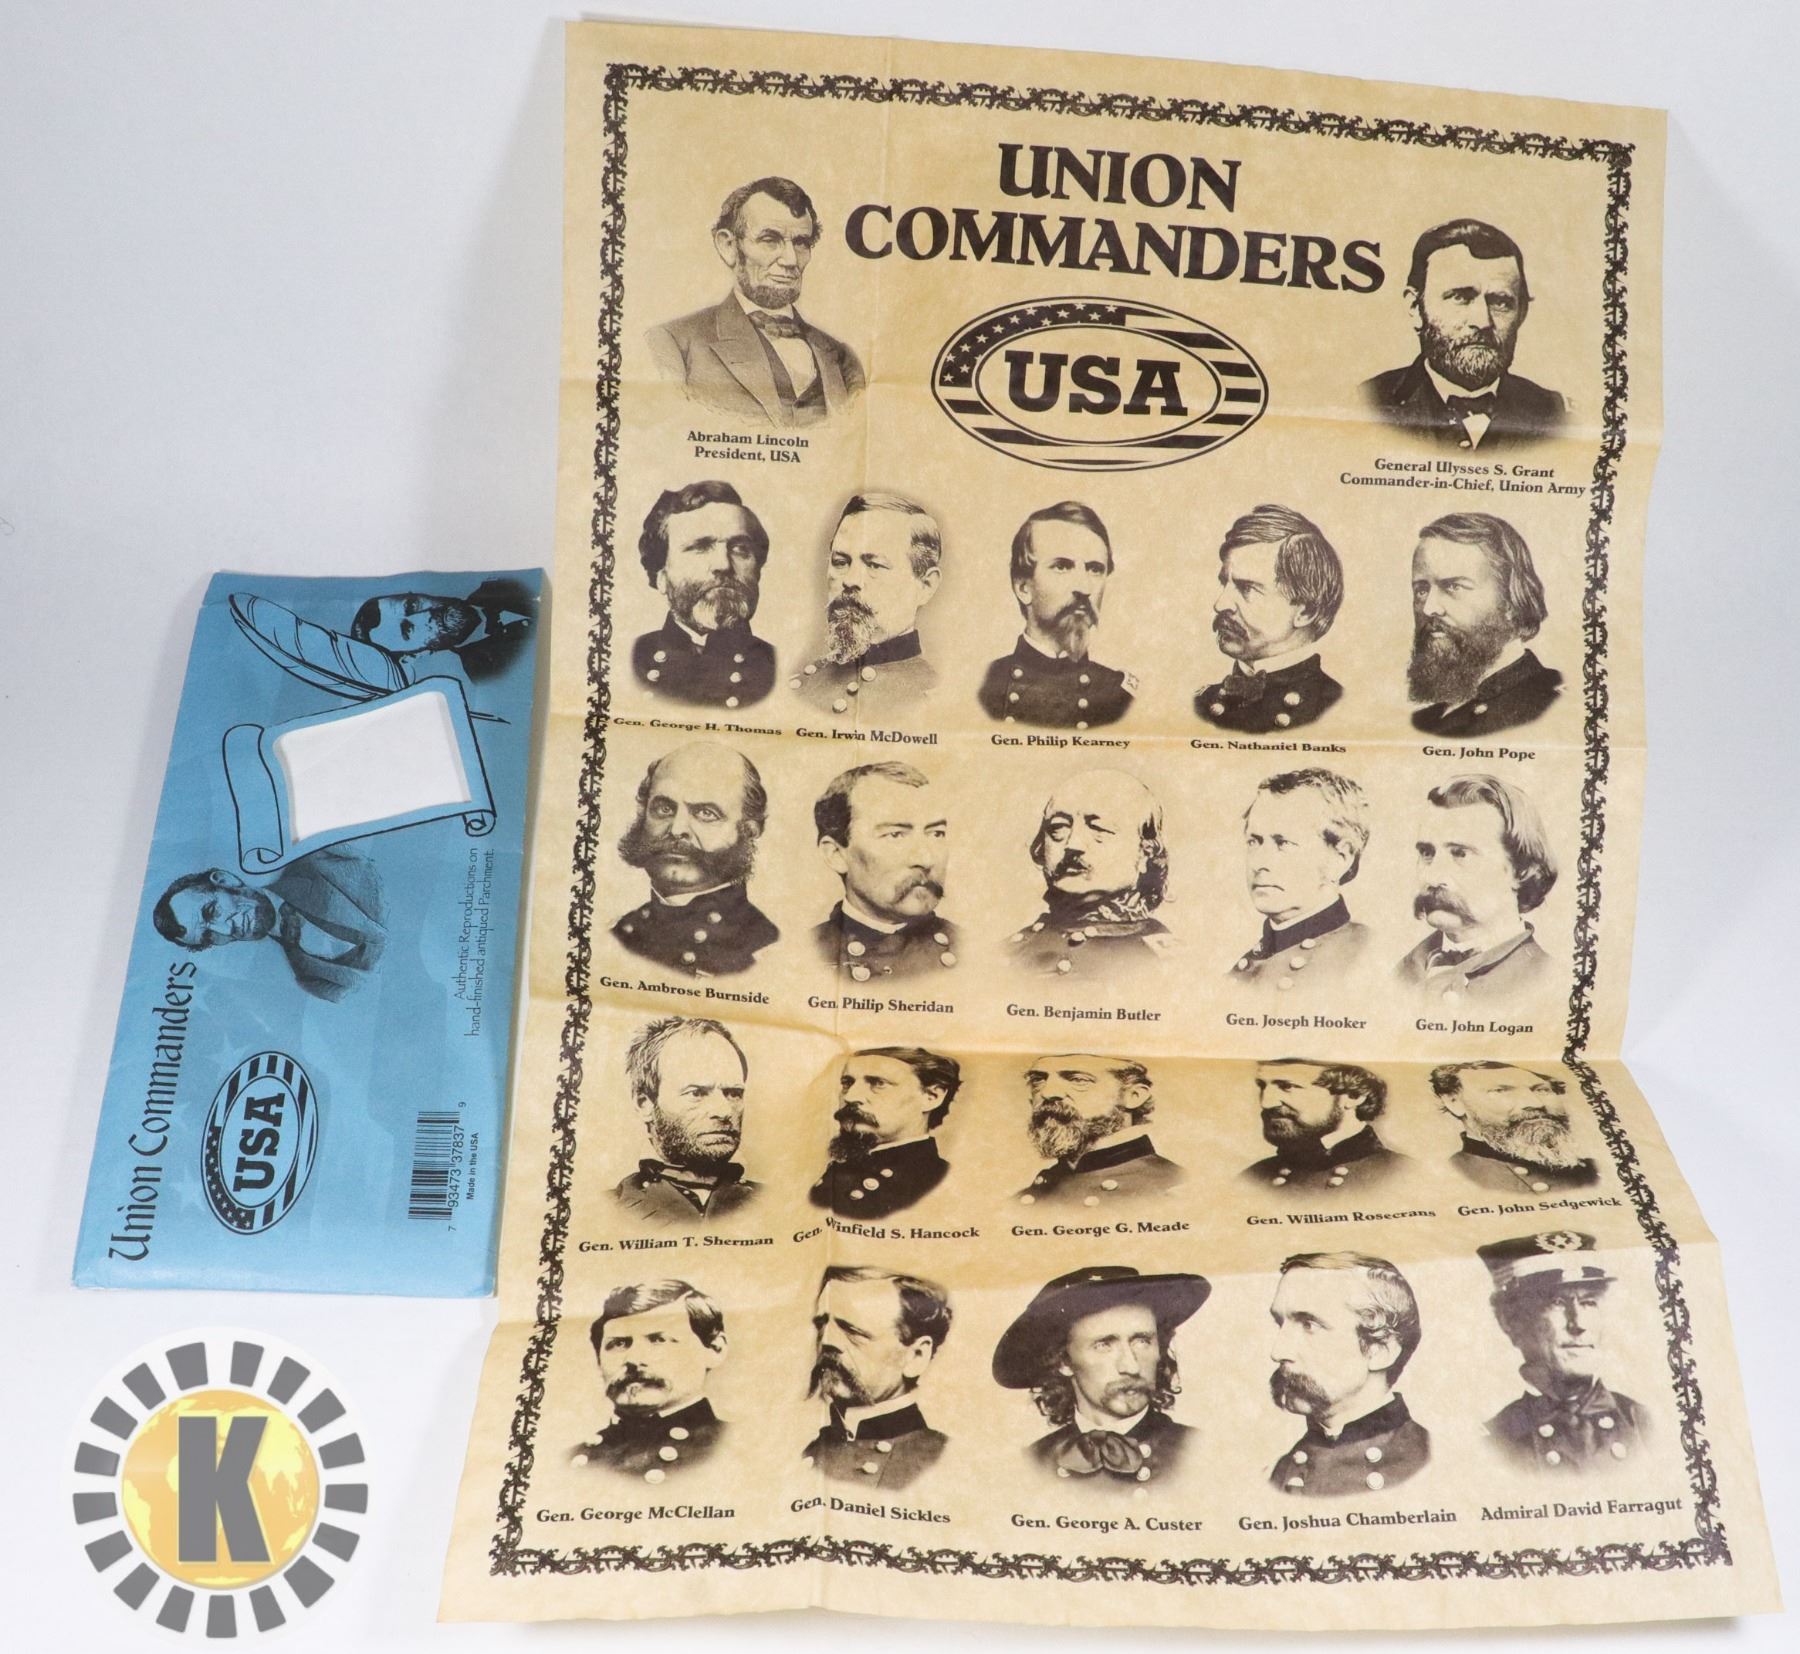 UNION
COMMANDERS
USA
Abraham Lincoln
President, USA
General Ulysses S. Grant
Commander-in-Chief, Union Army
Gen. George H. Thomas
Gen. Irwin McDowell
Gen. Philip Kearney
Gen. Nathaniel Banks
Gen. John Pope
Gen. Ambrose Burnside
Gen. Philip Sheridan
Gen. Benjamin Butler
Gen. Joseph Hooker
Gen. John Logan
Gen. William T. Sherman
Gen. Winfield S. Hancock
Gen. George G. Meade
Gen. William Rosecrans
Gen. John Sedgewick
Gen. George McClellan
Gen. Daniel Sickles
Gen. George A. Custer
Gen. Joshua Chamberlain
Admiral David Farragut
Union Commanders
USA
Authentic Reproductions on
hand-finished antiqued Parchment.
7 93473 37837 9
Made in the USA
K